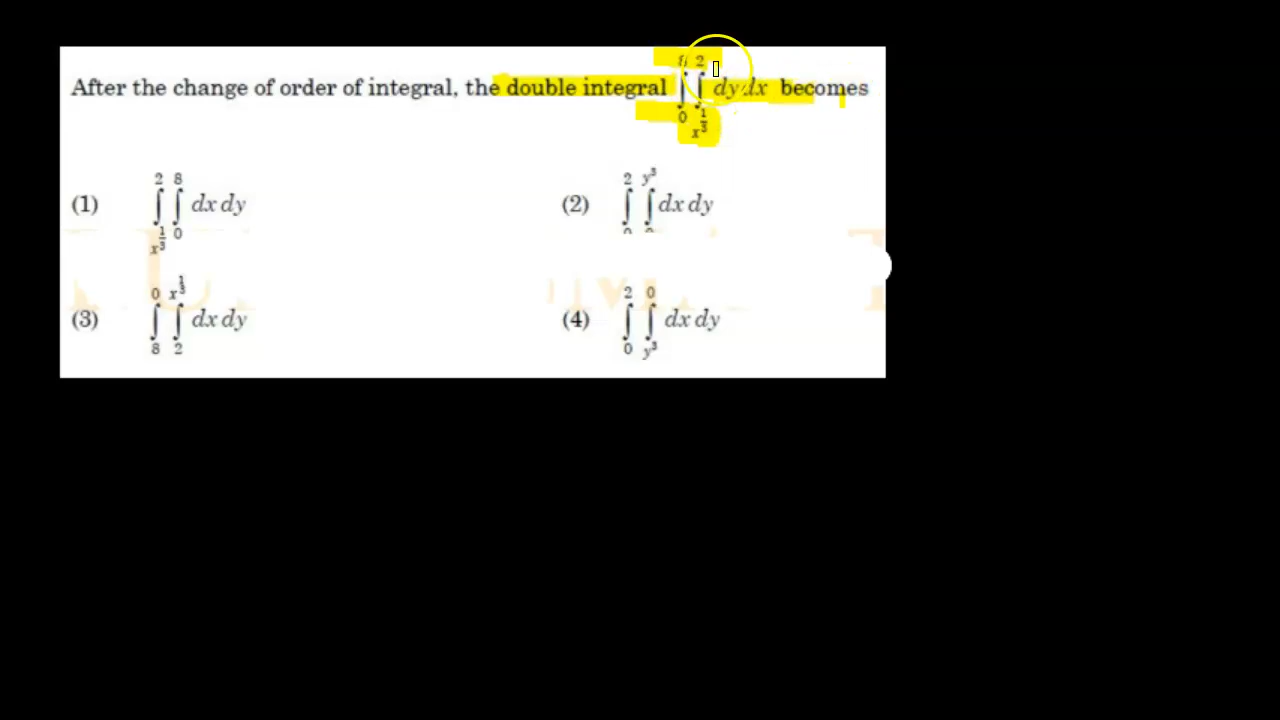 After the change of order of integral, the double integral ∫₀⁸ ∫_{x^{1/3}}^{2} dy dx becomes
(1) ∫_{x^{1/3}}^{2} ∫₀⁸ dx dy
(2) ∫₀² ∫₀^{y³} dx dy
(3) ∫₈⁰ ∫₂^{x^{1/3}} dx dy
(4) ∫₀² ∫_{y³}^{0} dx dy